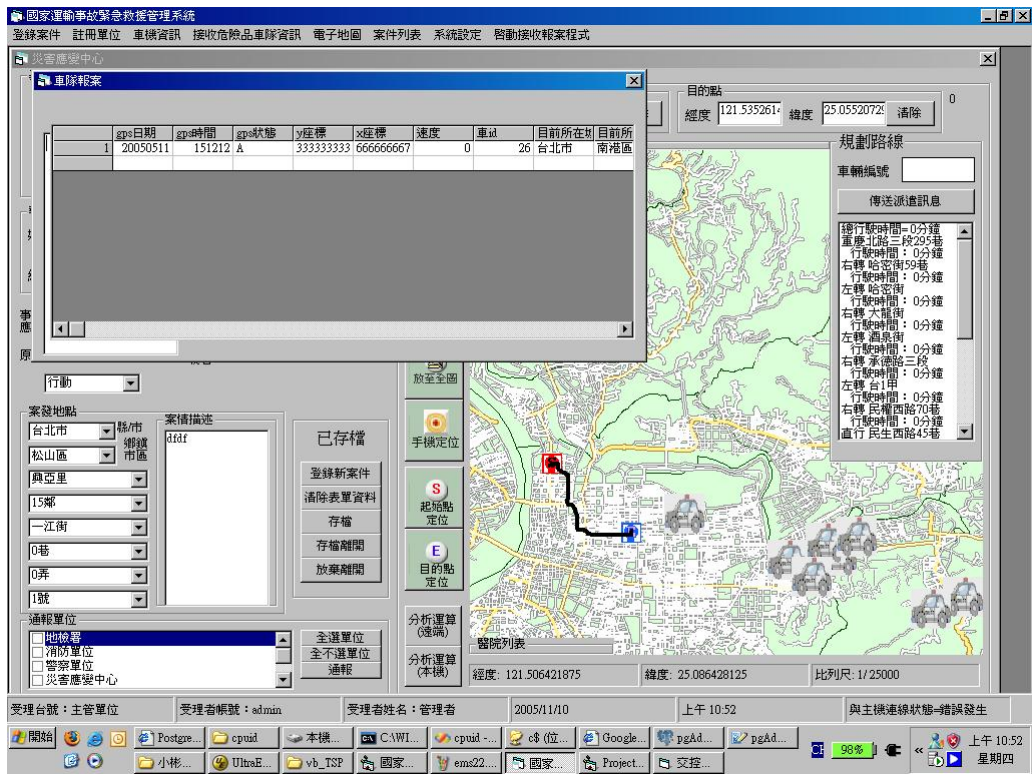 國家運輸事故緊急救援管理系統
登錄案件 註冊單位 車機資訊 接收危險品車隊資訊 電子地圖 案件列表 系統設定 啓動接收報案程式
災害應變中心
車隊報案
gps日期 gps時間 gps狀態 y座標 x座標 速度 車id 目前所在 目前所
1 20050511 151212 A 333333333 666666667 0 26 台北市 南港區
目的點
經度 121.535261 緯度 25.0552072 清除
0
規劃路線
車輛編號
傳送派遣訊息
總行駛時間=0分鐘
重慶北路三段295巷
行駛時間：0分鐘
右轉 哈密街59巷
行駛時間：0分鐘
左轉 哈密街
行駛時間：0分鐘
右轉 大龍街
行駛時間：0分鐘
左轉 酒泉街
行駛時間：0分鐘
右轉 承德路三段
行駛時間：0分鐘
左轉 台1甲
行駛時間：0分鐘
右轉 民權西路70巷
行駛時間：0分鐘
直行 民生西路45巷
事
應
原
行動
案發地點
台北市 縣/市
松山區 鄉鎮市區
興亞里
15鄰
一江街
0巷
0弄
1號
案情描述
dfdf
已存檔
登錄新案件
清除表單資料
存檔
存檔離開
放棄離開
放至全圖
手機定位
S
起始點
定位
E
目的點
定位
分析運算
(遠端)
分析運算
(本機)
通報單位
地檢署
消防單位
警察單位
災害應變中心
全選單位
全不選單位
通報
醫院列表
經度: 121.506421875
緯度: 25.086428125
比列尺: 1/25000
受理台號：主管單位 受理者帳號：admin 受理者姓名：管理者 2005/11/10 上午 10:52 與主機連線狀態=錯誤發生
開始 Postgre... cpuid 本機... C:\WI... cpuid -... c$ (位... Google... pgAd... pgAd...
98% 上午 10:52
小彬... UltraE... vb_TSP 國家... ems22.... 國家... Project... 交控... 星期四